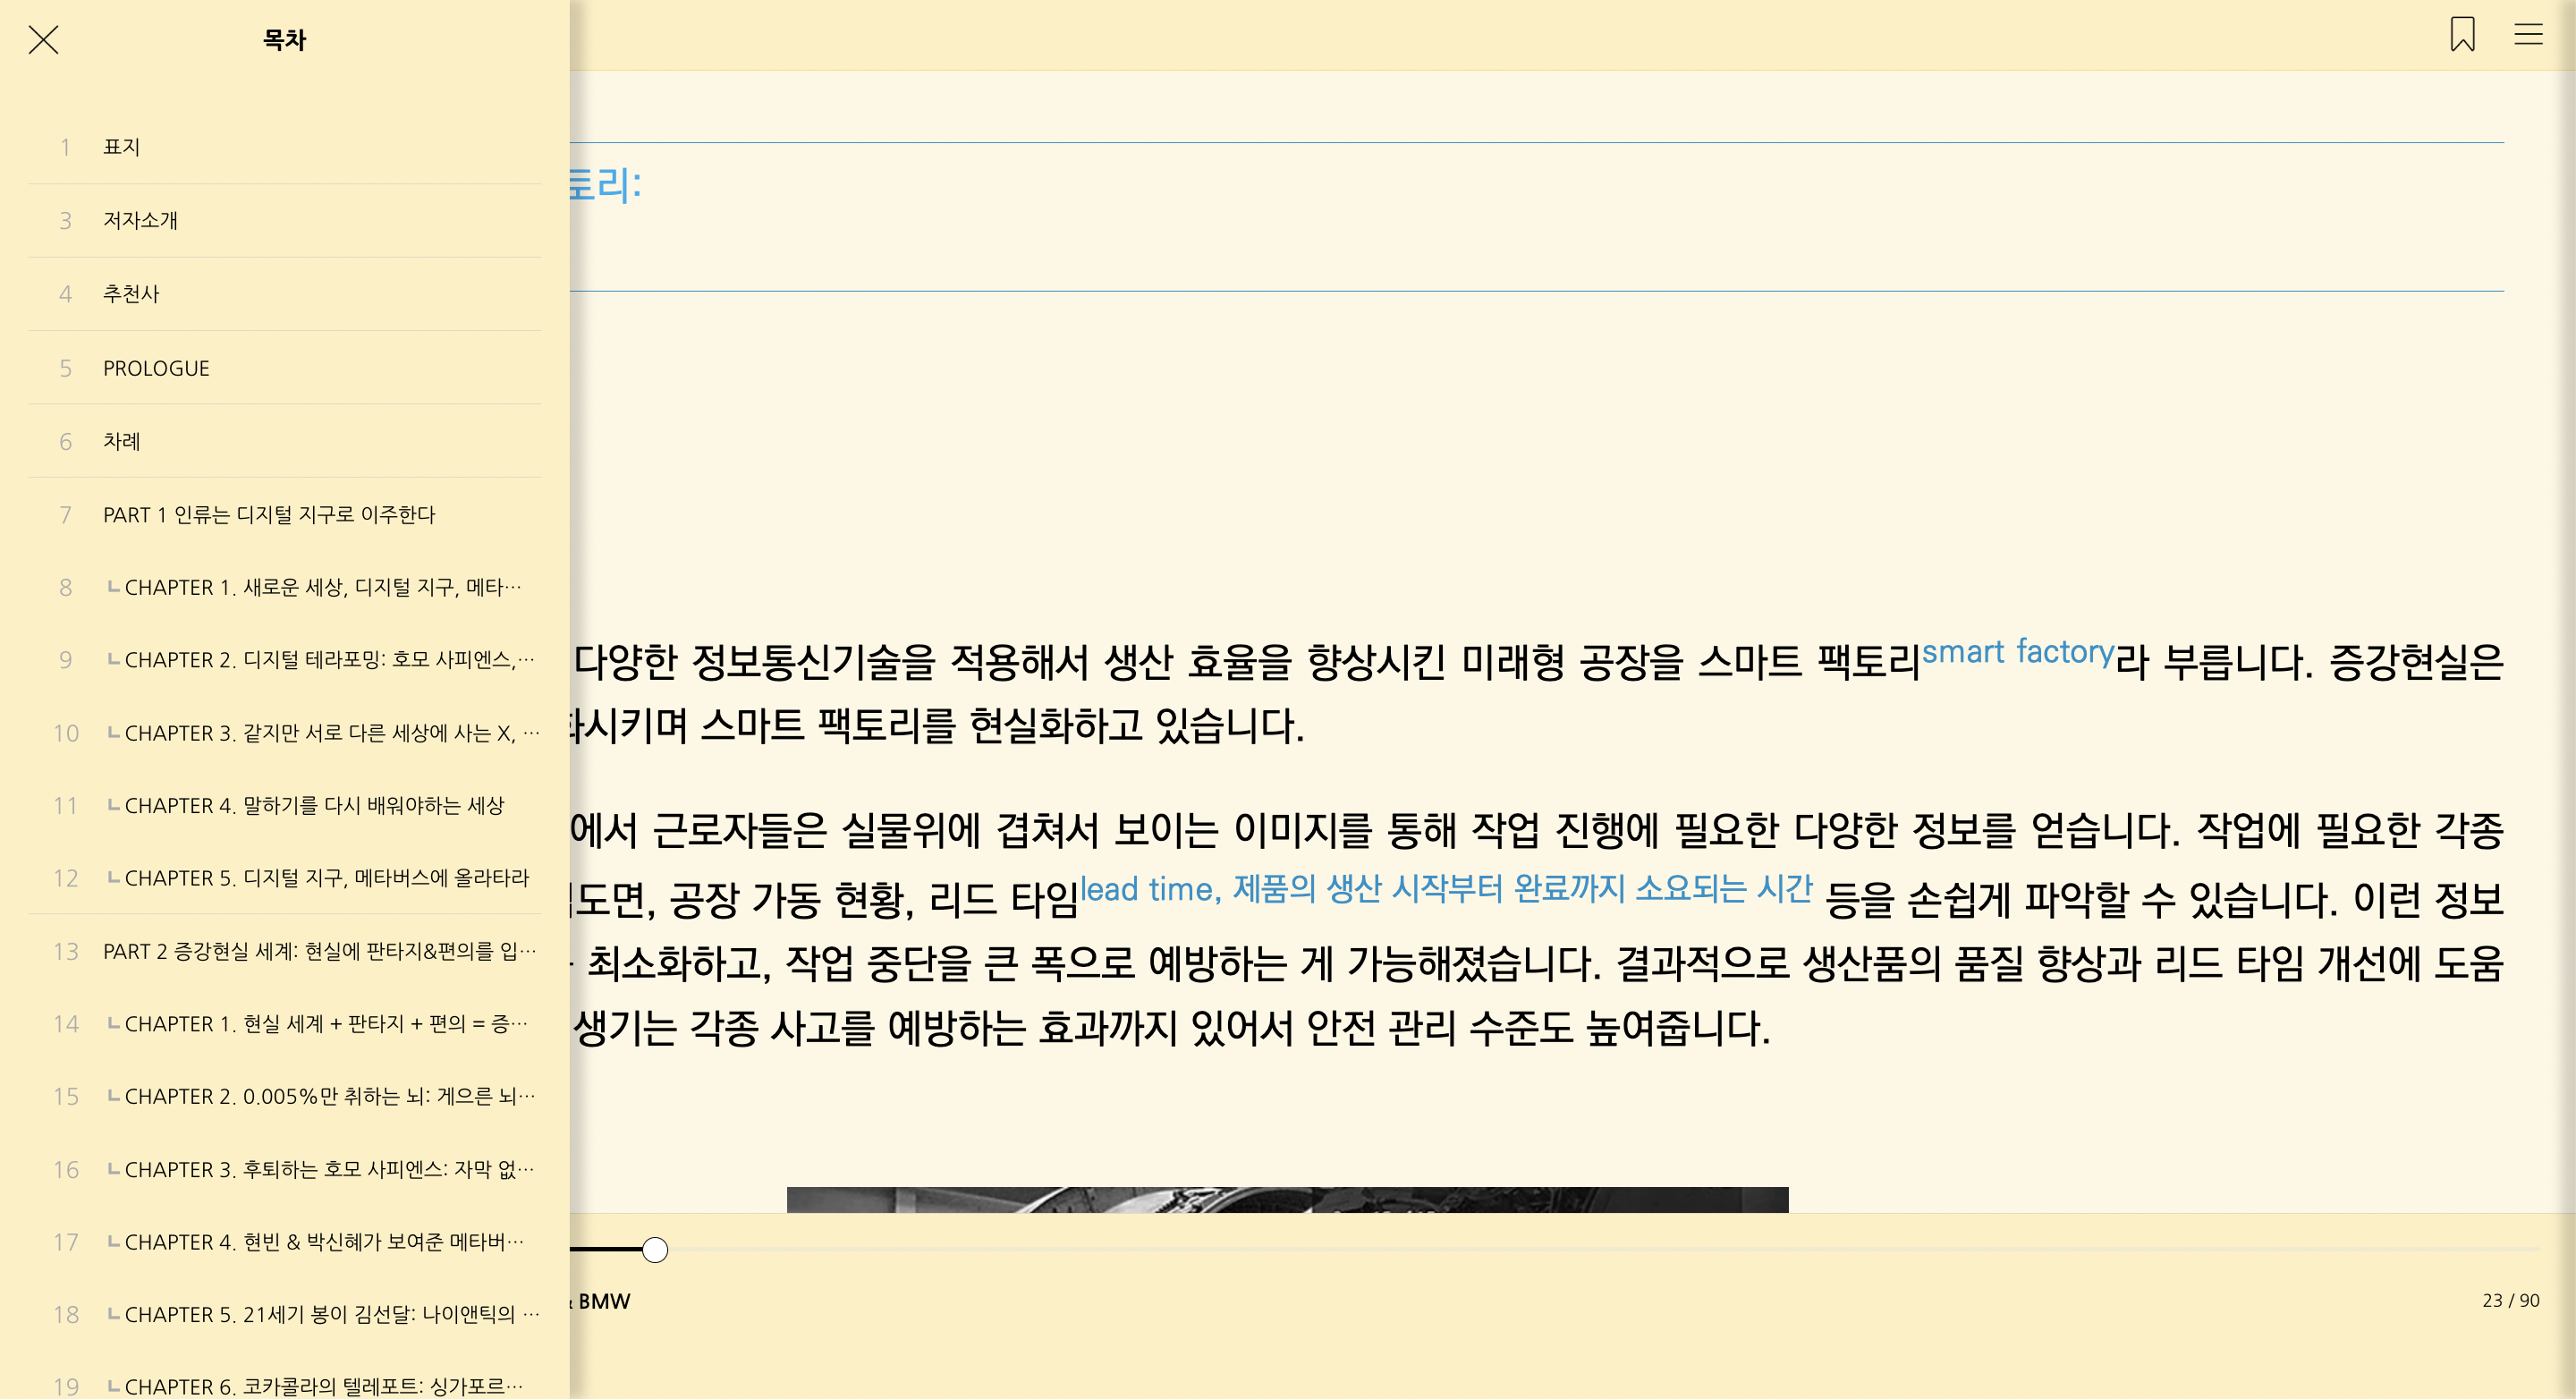 목차
1 표지
3 저자소개
4 추천사
5 PROLOGUE
6 차례
7 PART 1 인류는 디지털 지구로 이주한다
8 ㄴ CHAPTER 1. 새로운 세상, 디지털 지구, 메타…
9 ㄴ CHAPTER 2. 디지털 테라포밍: 호모 사피엔스,…
10 ㄴ CHAPTER 3. 같지만 서로 다른 세상에 사는 X, …
11 ㄴ CHAPTER 4. 말하기를 다시 배워야하는 세상
12 ㄴ CHAPTER 5. 디지털 지구, 메타버스에 올라타라
13 PART 2 증강현실 세계: 현실에 판타지&편의를 입…
14 ㄴ CHAPTER 1. 현실 세계 + 판타지 + 편의 = 증…
15 ㄴ CHAPTER 2. 0.005%만 취하는 뇌: 게으른 뇌…
16 ㄴ CHAPTER 3. 후퇴하는 호모 사피엔스: 자막 없…
17 ㄴ CHAPTER 4. 현빈 & 박신혜가 보여준 메타버…
18 ㄴ CHAPTER 5. 21세기 봉이 김선달: 나이앤틱의 …
19 ㄴ CHAPTER 6. 코카콜라의 텔레포트: 싱가포르…
토리:
다양한 정보통신기술을 적용해서 생산 효율을 향상시킨 미래형 공장을 스마트 팩토리smart factory라 부릅니다. 증강현실은
화시키며 스마트 팩토리를 현실화하고 있습니다.
에서 근로자들은 실물위에 겹쳐서 보이는 이미지를 통해 작업 진행에 필요한 다양한 정보를 얻습니다. 작업에 필요한 각종
도면, 공장 가동 현황, 리드 타임lead time, 제품의 생산 시작부터 완료까지 소요되는 시간 등을 손쉽게 파악할 수 있습니다. 이런 정보
최소화하고, 작업 중단을 큰 폭으로 예방하는 게 가능해졌습니다. 결과적으로 생산품의 품질 향상과 리드 타임 개선에 도움
생기는 각종 사고를 예방하는 효과까지 있어서 안전 관리 수준도 높여줍니다.
& BMW
23 / 90